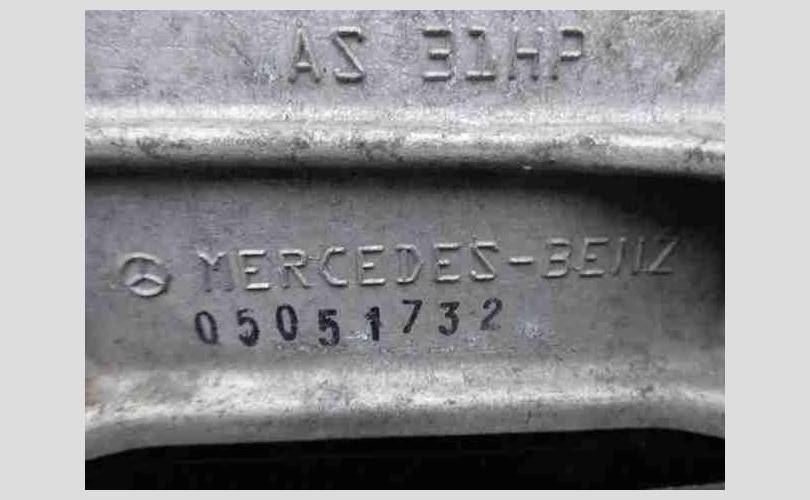 AS 31HP
MERCEDES-BENZ
05051732